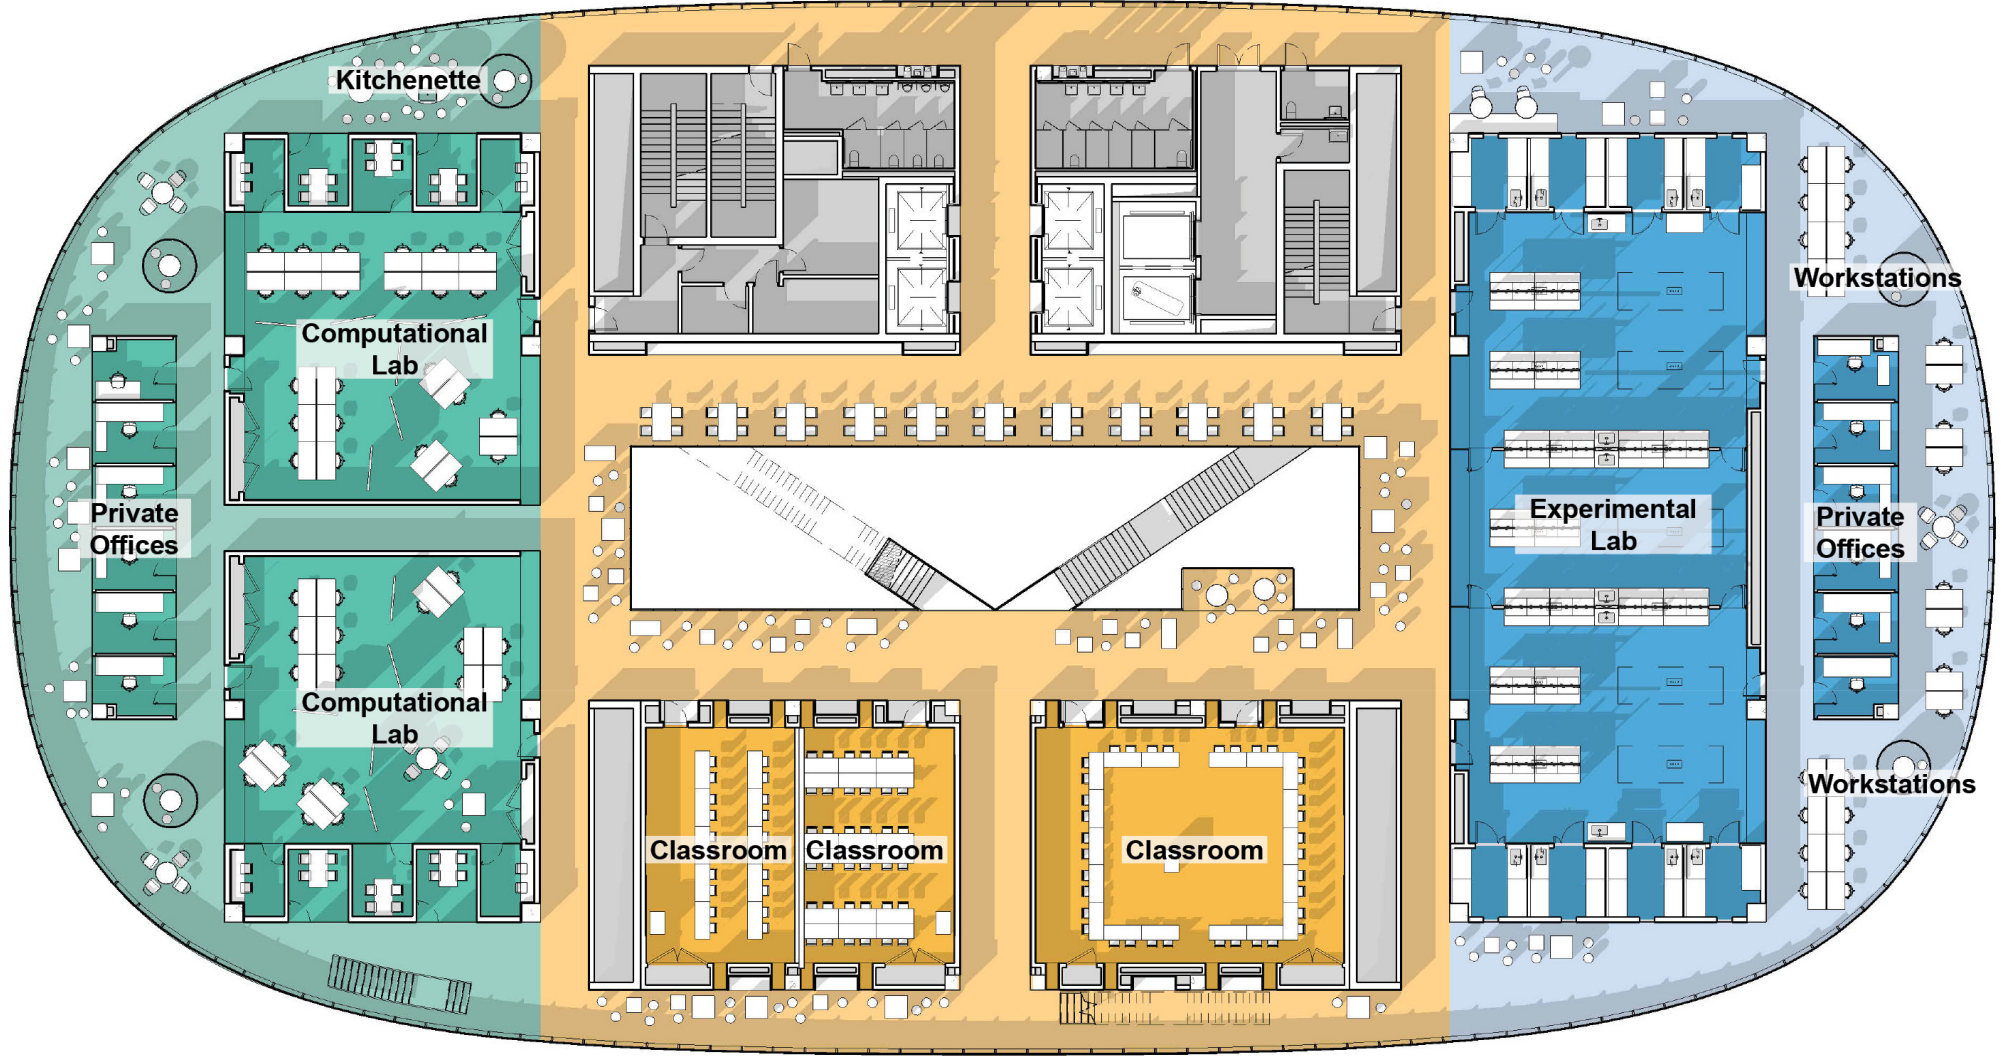 Kitchenette
Workstations
Computational
Lab
Private
Offices
Experimental
Lab
Private
Offices
Computational
Lab
Workstations
Classroom
Classroom
Classroom